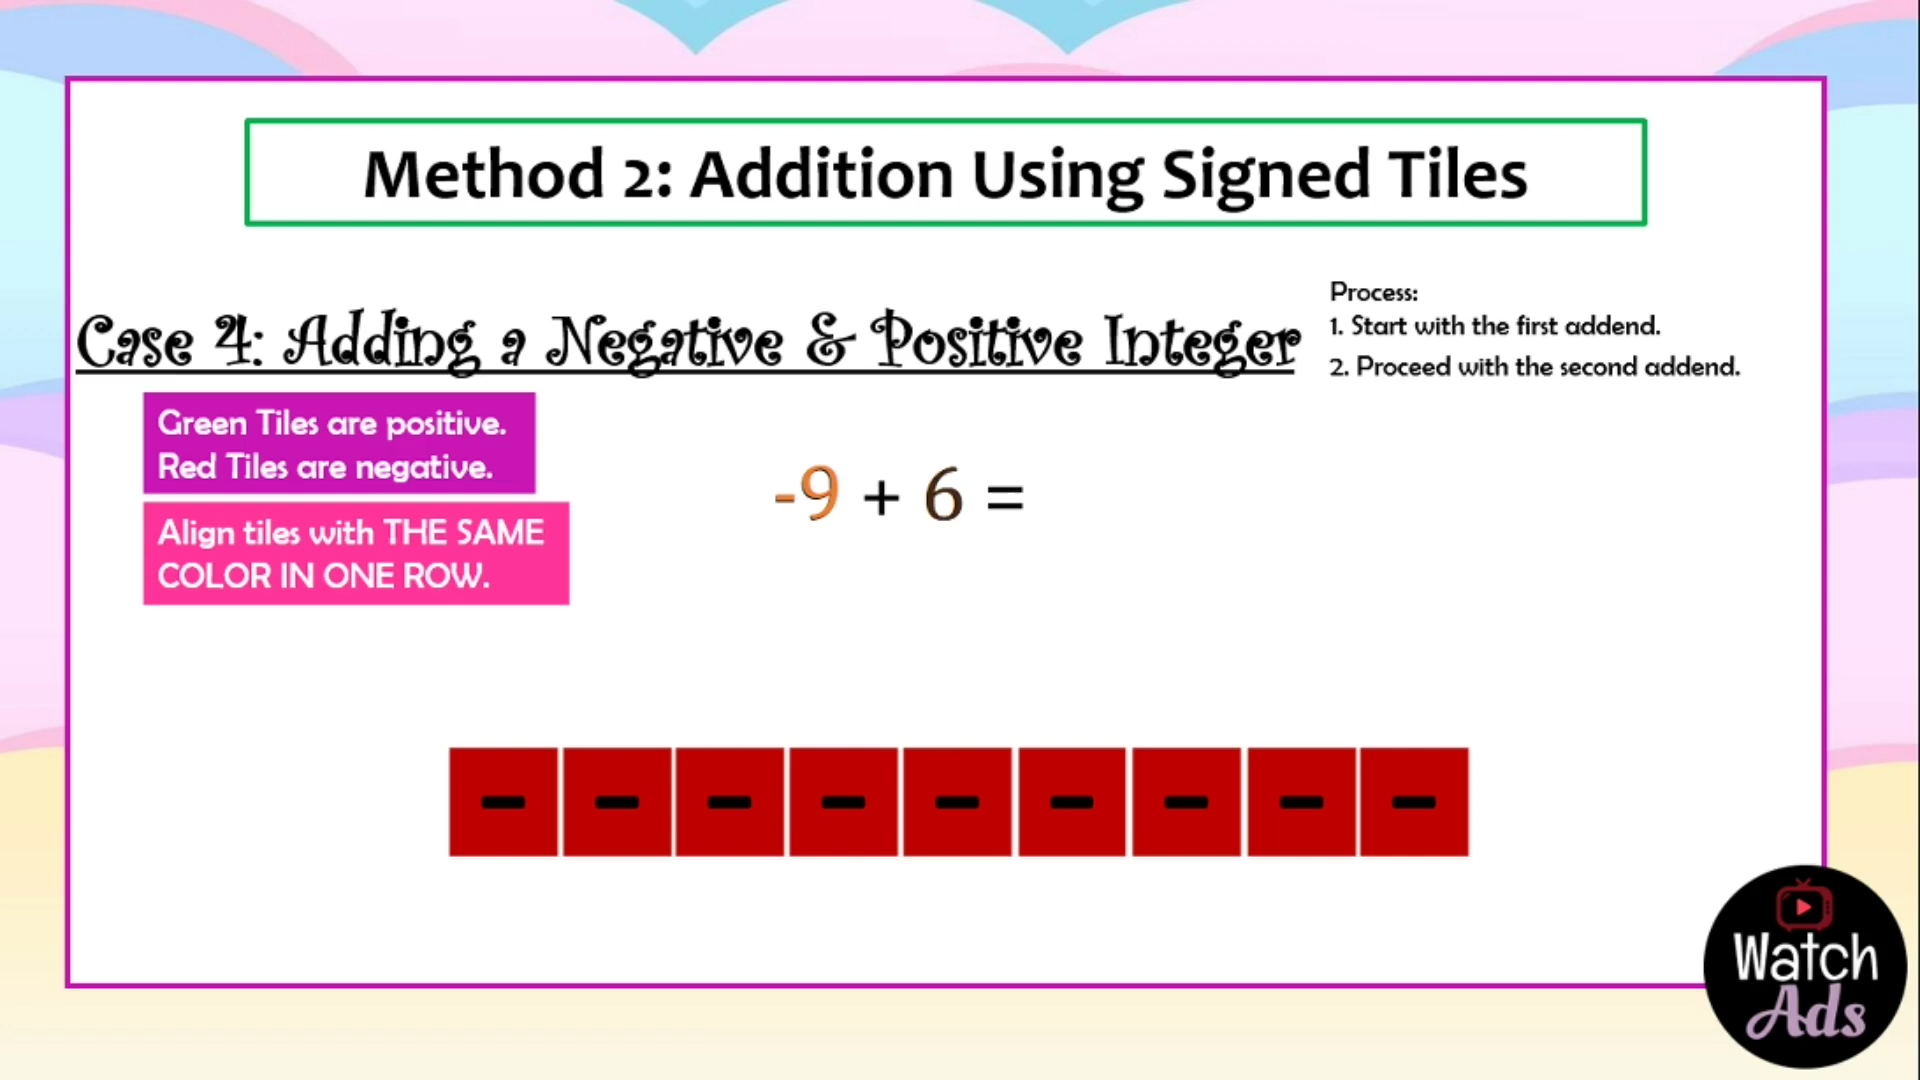 Method 2: Addition Using Signed Tiles
Case 4: Adding a Negative & Positive Integer
Process:
1. Start with the first addend.
2. Proceed with the second addend.
Green Tiles are positive.
Red Tiles are negative.
Align tiles with THE SAME
COLOR IN ONE ROW.
-9 + 6 =
- - - - - - - - -
Watch
Ads